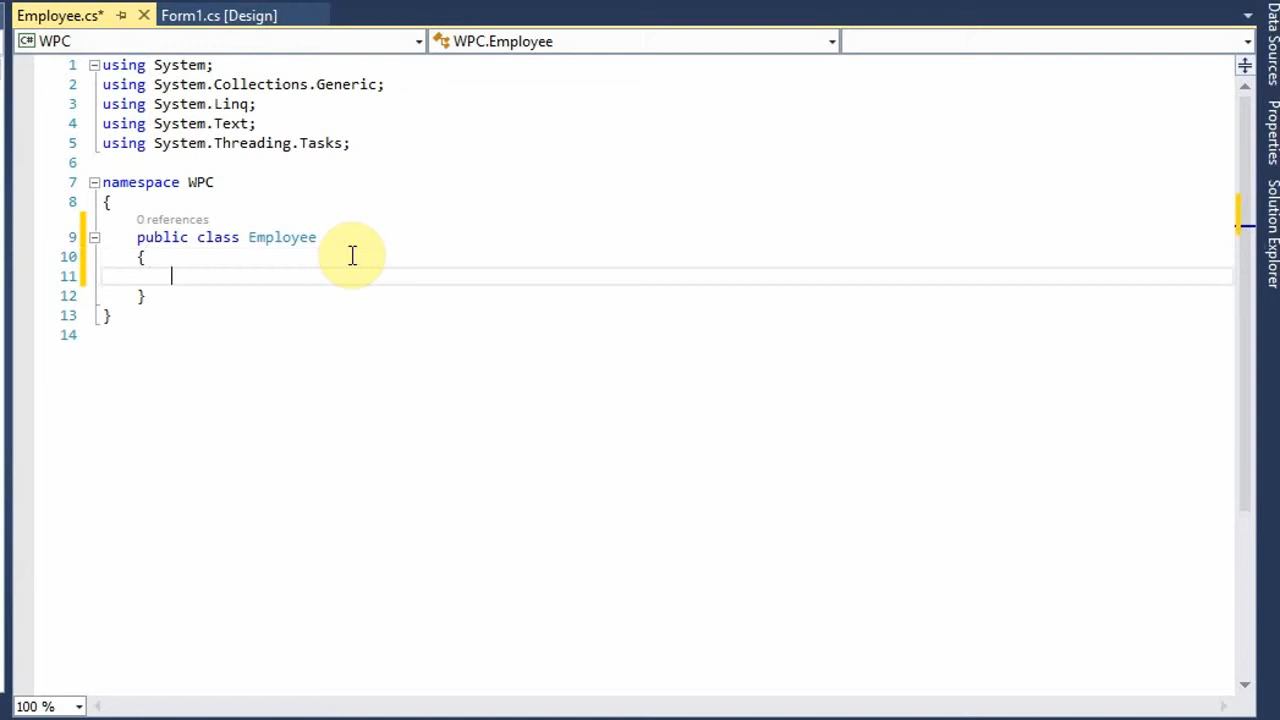 Employee.cs*
Form1.cs [Design]
C# WPC
WPC.Employee
1 using System;
2 using System.Collections.Generic;
3 using System.Linq;
4 using System.Text;
5 using System.Threading.Tasks;
6
7 namespace WPC
8 {
0 references
9 public class Employee
10 {
11
12 }
13 }
14
100 %
Data Sources
Properties
Solution Explorer